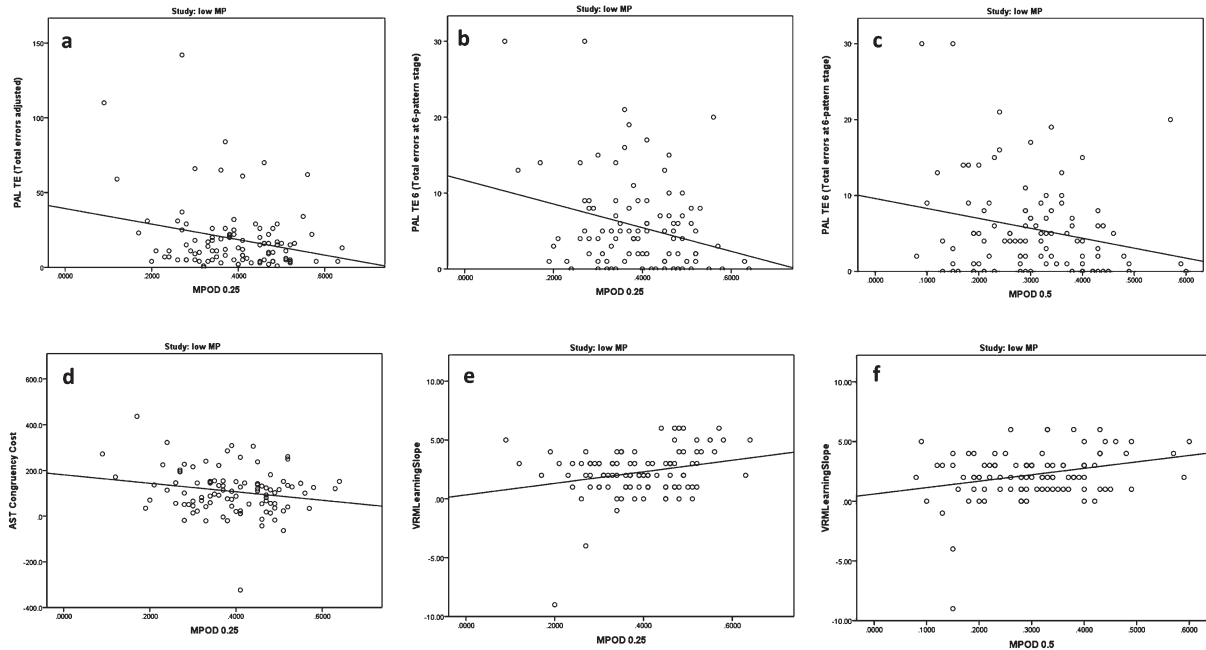 Study: low MP
a
PAL TE (Total errors adjusted)
150
100
50
0
.0000
.2000
.4000
.6000
MPOD 0.25
Study: low MP
b
PAL TE 6 (Total errors at 6-pattern stage)
30
20
10
0
.0000
.2000
.4000
.6000
MPOD 0.25
Study: low MP
c
PAL TE 6 (Total errors at 6-pattern stage)
30
20
10
0
.0000
.1000
.2000
.3000
.4000
.5000
.6000
MPOD 0.5
Study: low MP
d
AST Congruency Cost
600.0
400.0
200.0
.0
-200.0
-400.0
.0000
.2000
.4000
.6000
MPOD 0.25
Study: low MP
e
VRMLearningSlope
10.00
5.00
.00
-5.00
-10.00
.0000
.2000
.4000
.6000
MPOD 0.25
Study: low MP
f
VRMLearningSlope
10.00
5.00
.00
-5.00
-10.00
.0000
.1000
.2000
.3000
.4000
.5000
.6000
MPOD 0.5